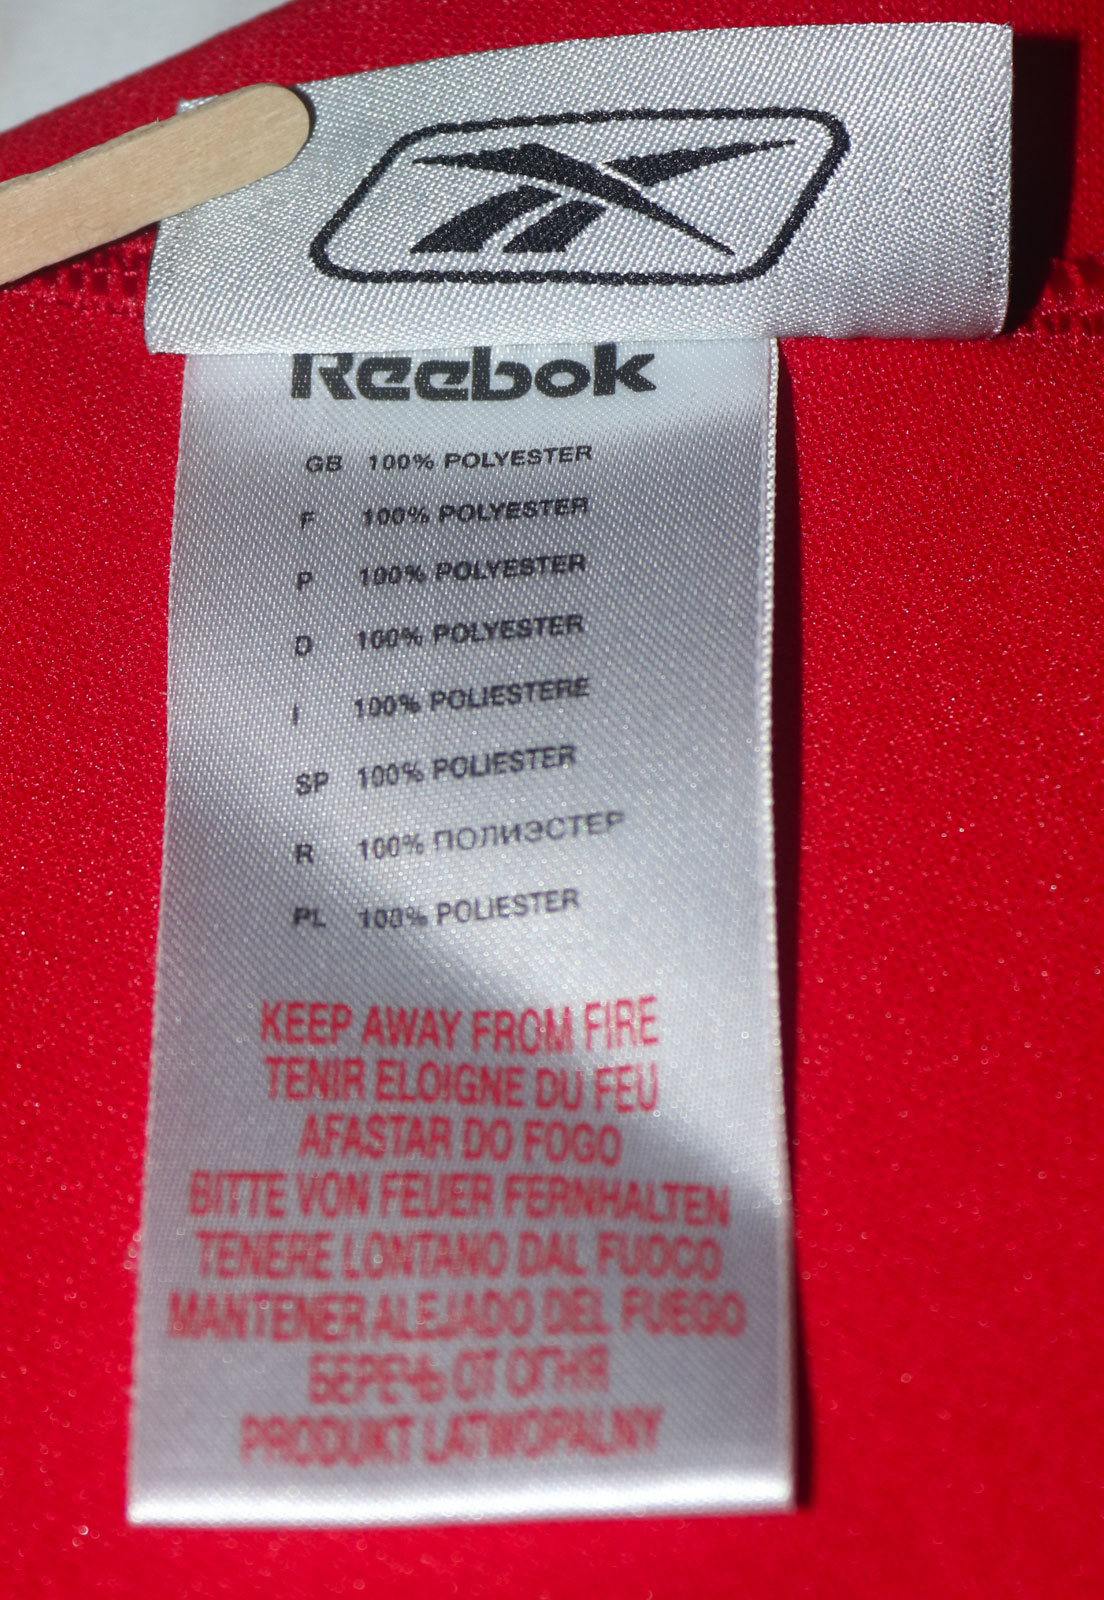 Reebok
GB 100% POLYESTER
F 100% POLYESTER
P 100% POLYESTER
D 100% POLYESTER
I 100% POLIESTERE
SP 100% POLIESTER
R 100% ПОЛИЭСТЕР
PL 100% POLIESTER
KEEP AWAY FROM FIRE
TENIR ELOIGNE DU FEU
AFASTAR DO FOGO
BITTE VON FEUER FERNHALTEN
TENERE LONTANO DAL FUOCO
MANTENER ALEJADO DEL FUEGO
БЕРЕЧЬ ОТ ОГНЯ
PRODUKT LATWOPALNY